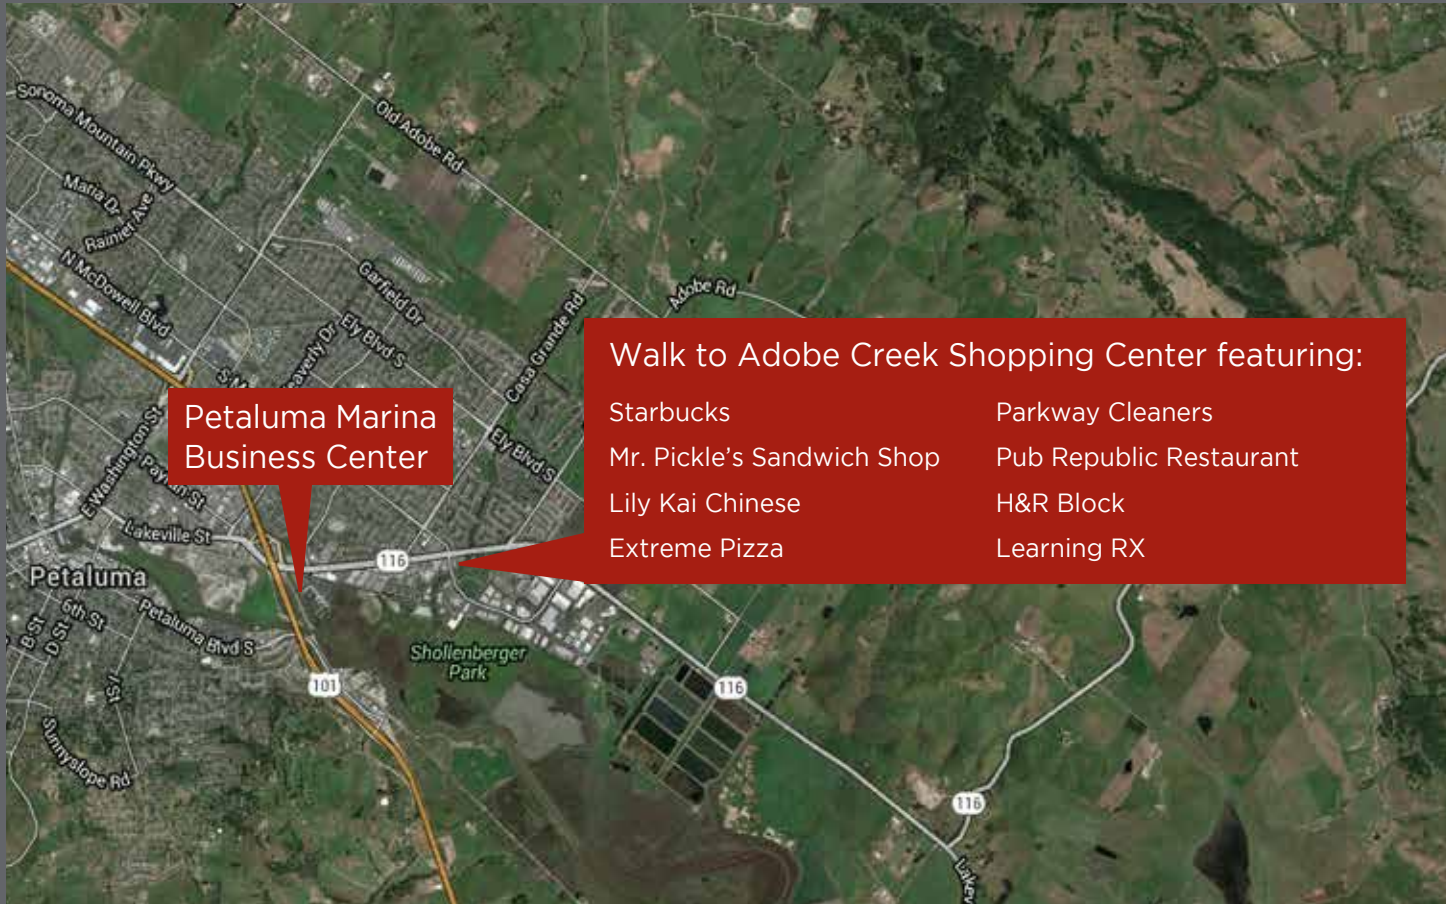 Sonoma Mountain Pkwy
Old Adobe Rd
Maria Dr
Rainier Ave
N McDowell Blvd
Garfield Dr
Ely Blvd S
Casa Grande Rd
Adobe Rd
Walk to Adobe Creek Shopping Center featuring:
Starbucks
Parkway Cleaners
Mr. Pickle's Sandwich Shop
Pub Republic Restaurant
Lily Kai Chinese
H&R Block
Extreme Pizza
Learning RX
Petaluma Marina
Business Center
E Washington St
Ely Blvd S
Lakeville St
116
Petaluma
6th St
B St
D St
I St
Petaluma Blvd S
Shollenberger
Park
101
116
Sunnyslope Rd
116